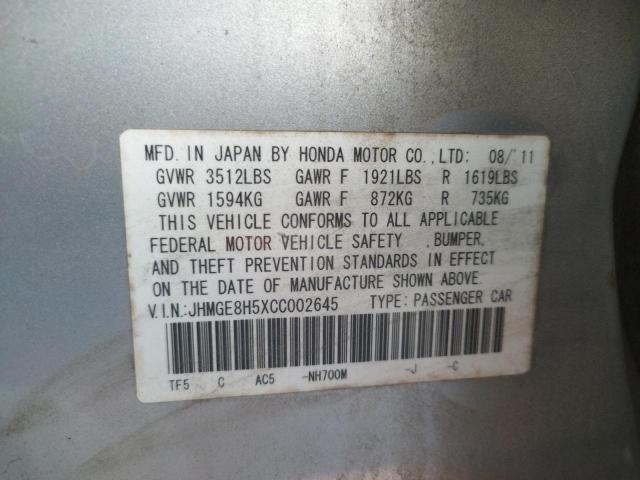 MFD. IN JAPAN BY HONDA MOTOR CO.,LTD: 08/'11
GVWR 3512LBS GAWR F 1921LBS R 1619LBS
GVWR 1594KG GAWR F 872KG R 735KG
THIS VEHICLE CONFORMS TO ALL APPLICABLE
FEDERAL MOTOR VEHICLE SAFETY ,BUMPER,
AND THEFT PREVENTION STANDARDS IN EFFECT
ON THE DATE OF MANUFACTURE SHOWN ABOVE.
V.I.N.:JHMGE8H5XCC002645 TYPE: PASSENGER CAR
TF5 C AC5 -NH700M -J -C